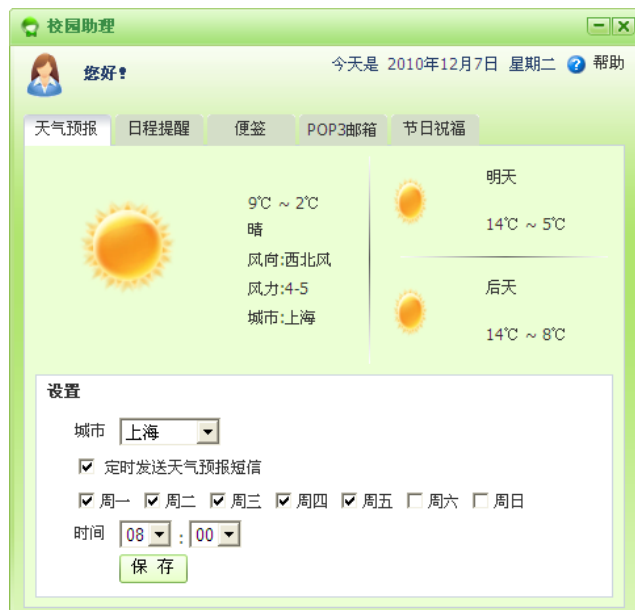 校园助理
您好!
今天是 2010年12月7日 星期二 帮助
天气预报 日程提醒 便签 POP3邮箱 节日祝福
9℃ ~ 2℃
晴
风向:西北风
风力:4-5
城市:上海
明天
14℃ ~ 5℃
后天
14℃ ~ 8℃
设置
城市 上海
定时发送天气预报短信
周一 周二 周三 周四 周五 周六 周日
时间 08 : 00
保 存